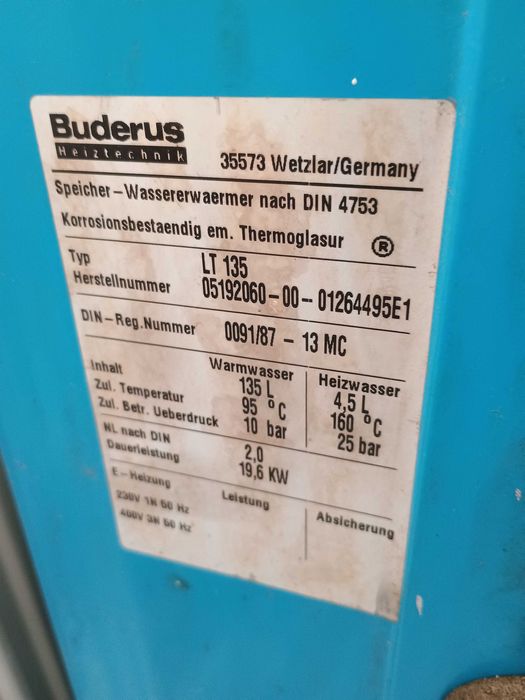 Buderus
Heiztechnik
35573 Wetzlar/Germany
Speicher-Wassererwaermer nach DIN 4753
Korrosionsbestaendig em. Thermoglasur ®
Typ LT 135
Herstellnummer 05192060-00-01264495E1
DIN-Reg.Nummer 0091/87 - 13 MC
Warmwasser Heizwasser
Inhalt 135 L 4,5 L
Zul. Temperatur 95 °C 160 °C
Zul. Betr. Ueberdruck 10 bar 25 bar
NL nach DIN 2,0
Dauerleistung 19,6 KW
E-Heizung Leistung Absicherung
230V 1N 50 Hz
400V 3N 50 Hz